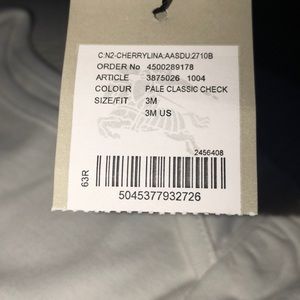 C:N2-CHERRYLINA:AASDU:2710B
ORDER No 4500289178
ARTICLE 3875026 1004
COLOUR PALE CLASSIC CHECK
SIZE/FIT 3M
3M US
2456408
63R
5045377932726